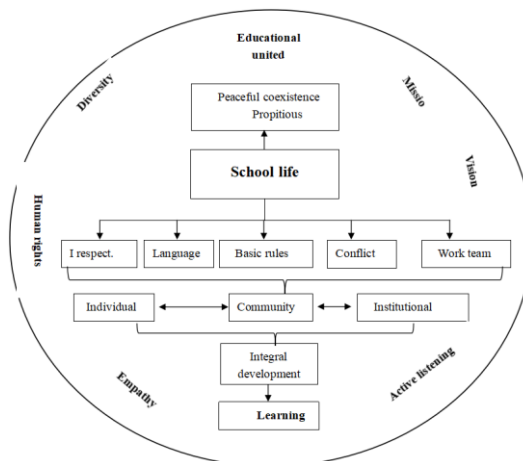 Educational
united
Diversity
Missio
Peaceful coexistence
Propitious
School life
Vision
Human rights
I respect.
Language
Basic rules
Conflict
Work team
Individual
Community
Institutional
Integral
development
Empathy
Active listening
Learning